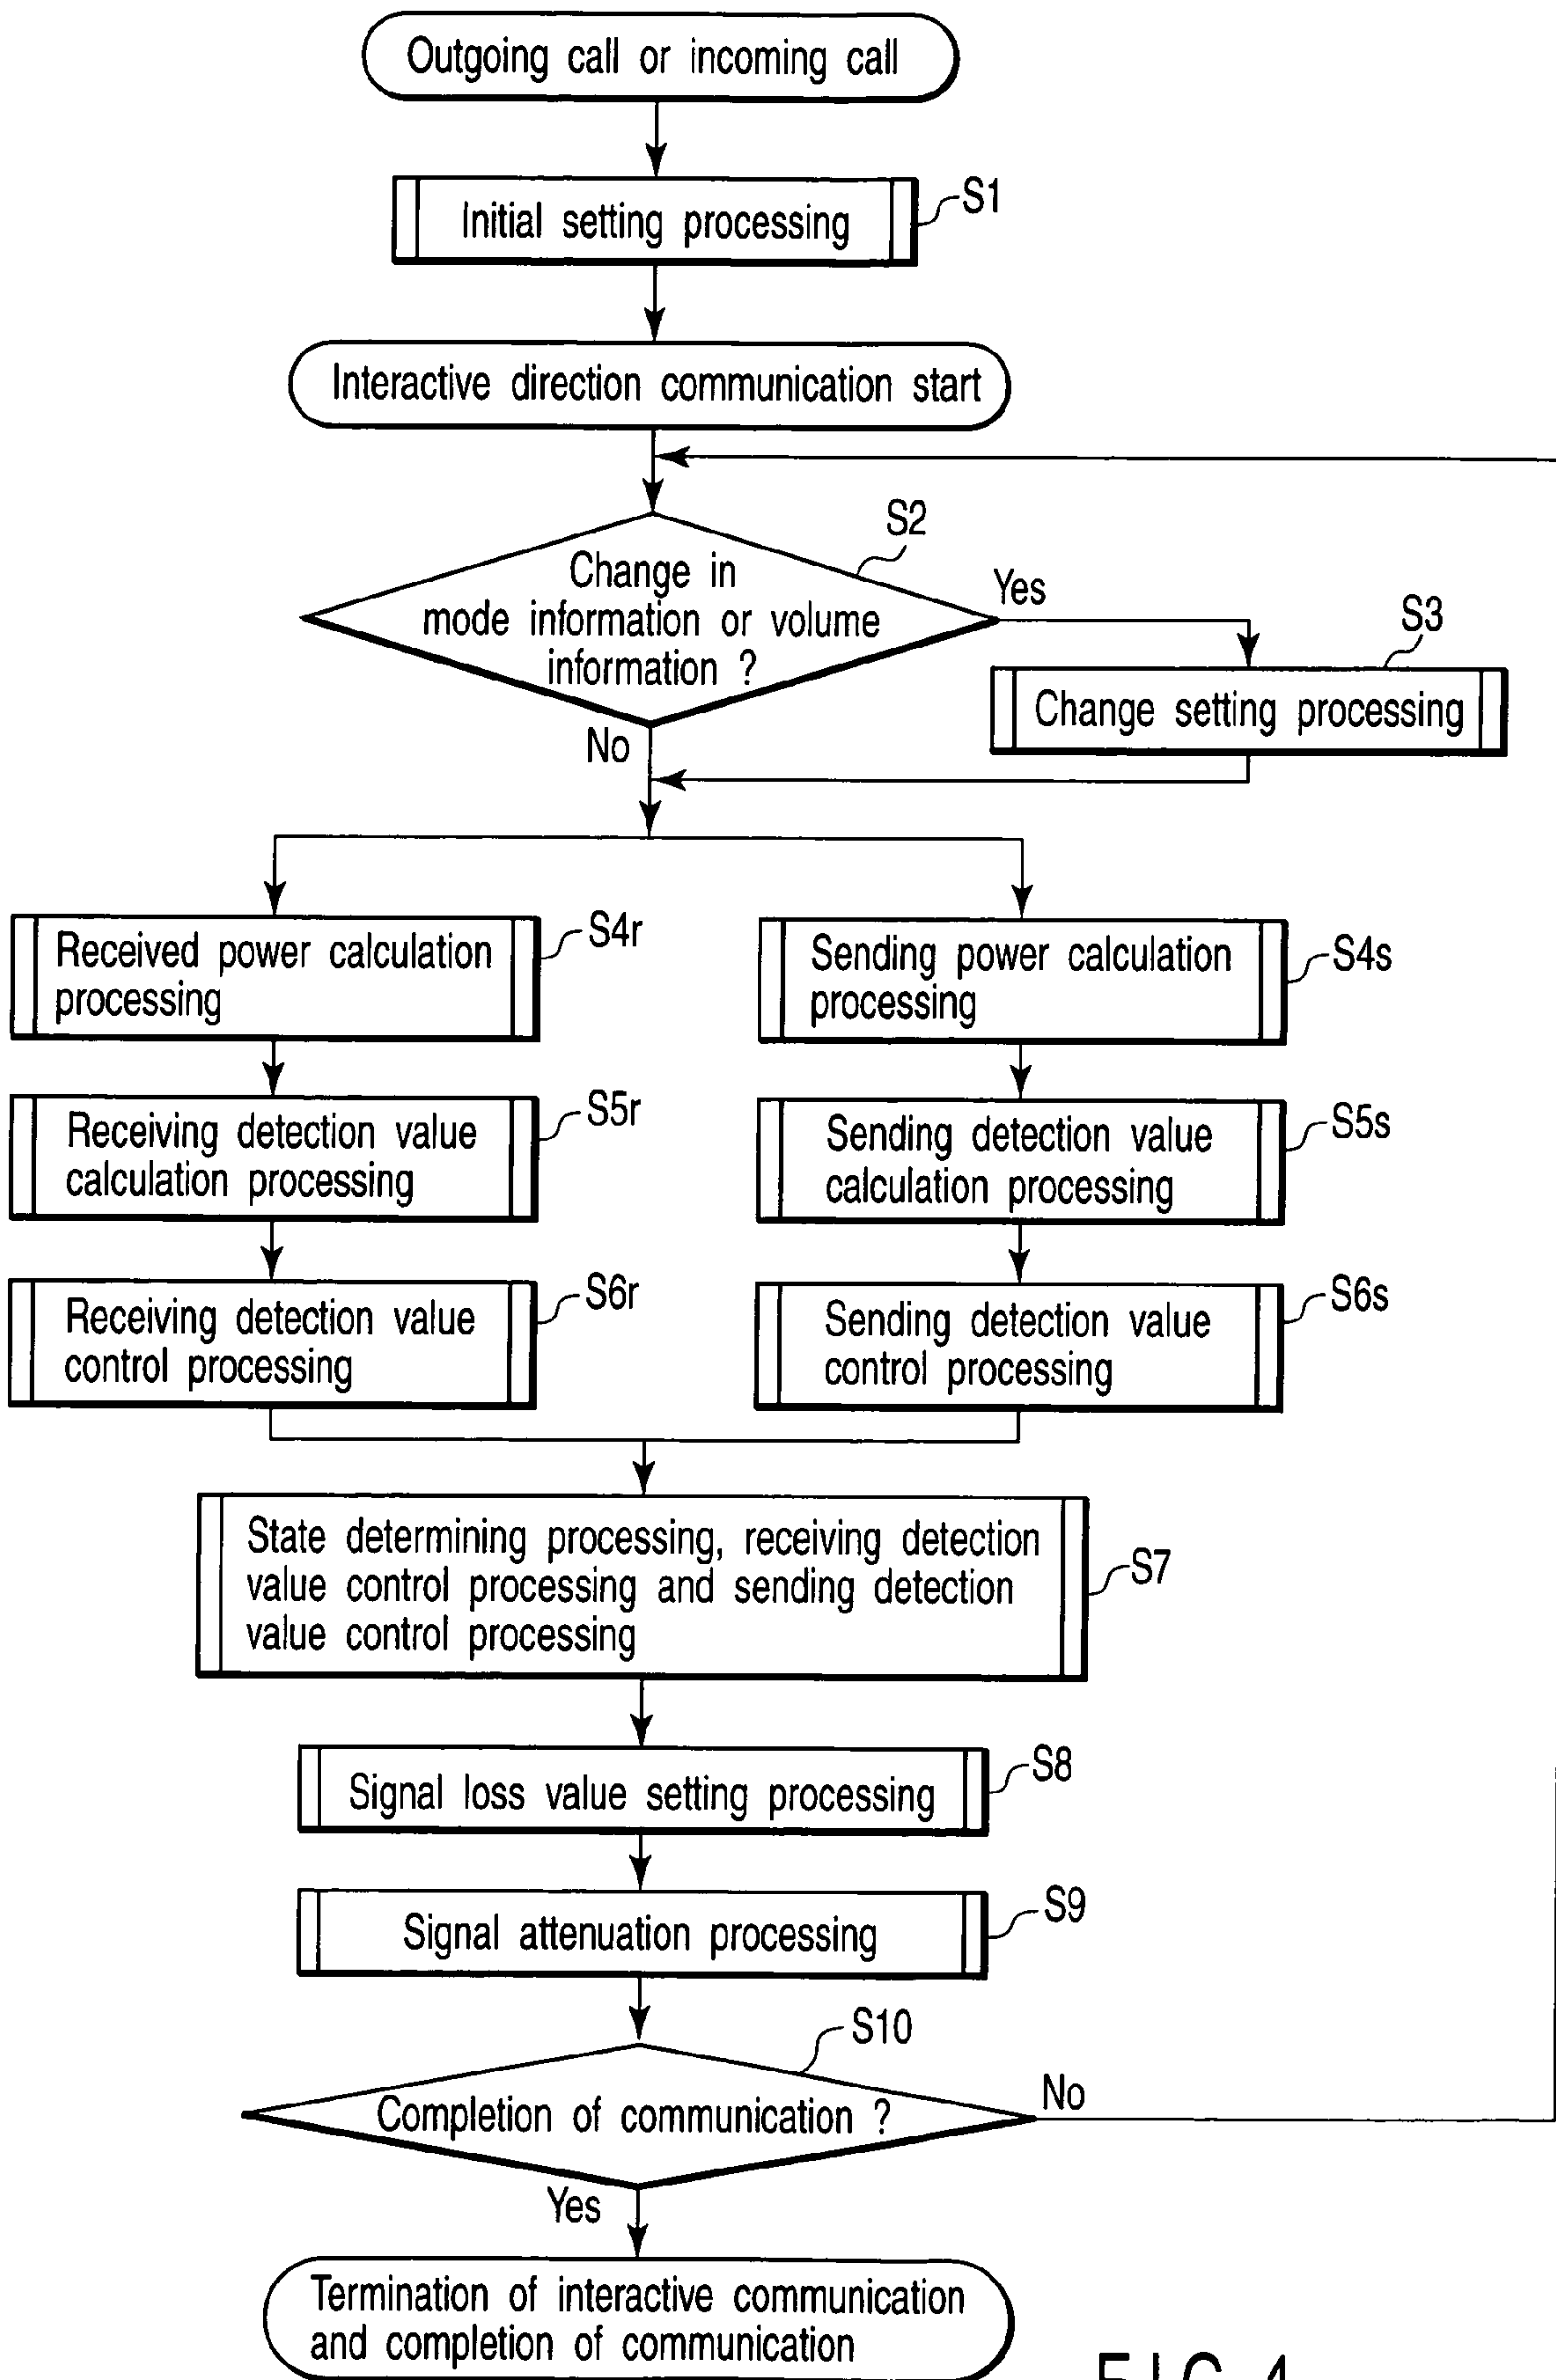 Outgoing call or incoming call
Initial setting processing
S1
Interactive direction communication start
S2
Change in
mode information or volume
information ?
Yes
No
S3
Change setting processing
Received power calculation
processing
S4r
Sending power calculation
processing
S4s
Receiving detection value
calculation processing
S5r
Sending detection value
calculation processing
S5s
Receiving detection value
control processing
S6r
Sending detection value
control processing
S6s
State determining processing, receiving detection
value control processing and sending detection
value control processing
S7
Signal loss value setting processing
S8
Signal attenuation processing
S9
S10
Completion of communication ?
No
Yes
Termination of interactive communication
and completion of communication